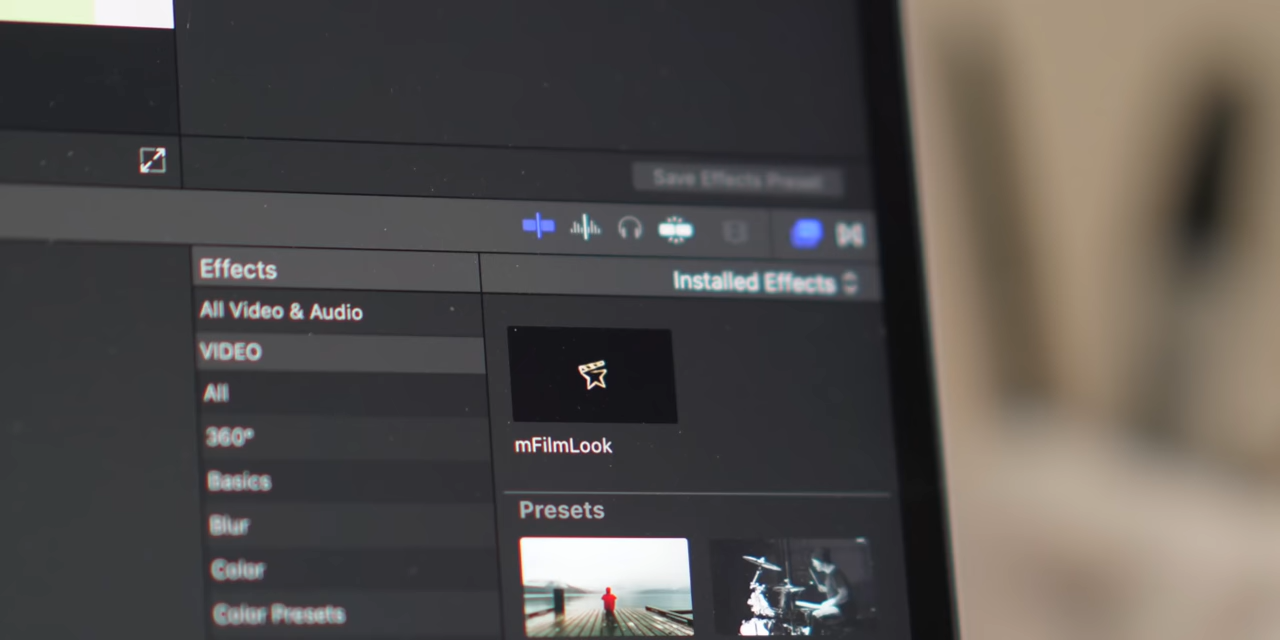 Save Effects Preset
Effects
Installed Effects
All Video & Audio
VIDEO
All
360°
Basics
Blur
Color
Color Presets
mFilmLook
Presets